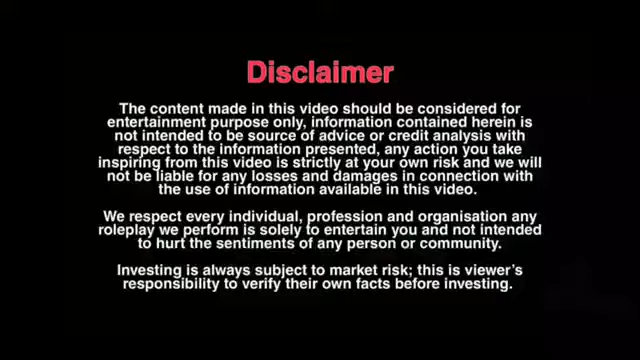 Disclaimer
The content made in this video should be considered for
entertainment purpose only, information contained herein is
not intended to be source of advice or credit analysis with
respect to the information presented, any action you take
inspiring from this video is strictly at your own risk and we will
not be liable for any losses and damages in connection with
the use of information available in this video.
We respect every individual, profession and organisation any
roleplay we perform is solely to entertain you and not intended
to hurt the sentiments of any person or community.
Investing is always subject to market risk; this is viewer's
responsibility to verify their own facts before investing.